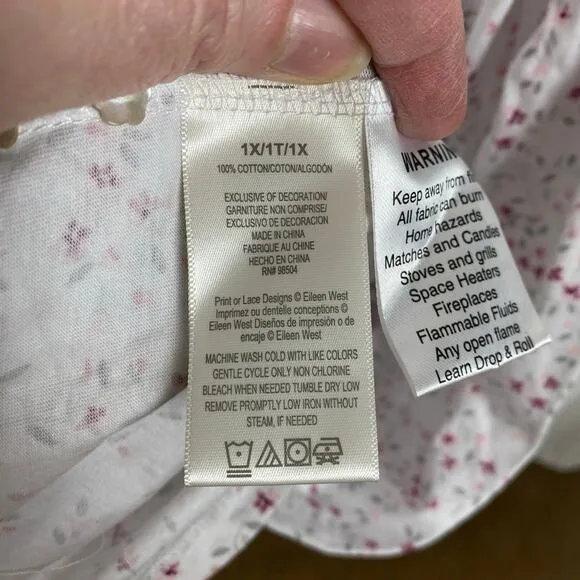 1X/1T/1X
100% COTTON/COTON/ALGODÓN
EXCLUSIVE OF DECORATION/
GARNITURE NON COMPRISE/
EXCLUSIVO DE DECORACION
MADE IN CHINA
FABRIQUE AU CHINE
HECHO EN CHINA
RN# 98504
Print or Lace Designs © Eileen West
Imprimez ou dentelle conceptions ©
Eileen West Diseños de impresión o de
encaje © Eileen West
MACHINE WASH COLD WITH LIKE COLORS
GENTLE CYCLE ONLY NON CHLORINE
BLEACH WHEN NEEDED TUMBLE DRY LOW
REMOVE PROMPTLY LOW IRON WITHOUT
STEAM, IF NEEDED
Keep away from
All fabric can burn
Home hazards
Matches and Candles
Stoves and grills
Space Heaters
Fireplaces
Flammable Fluids
Any open flame
Learn Drop & Roll